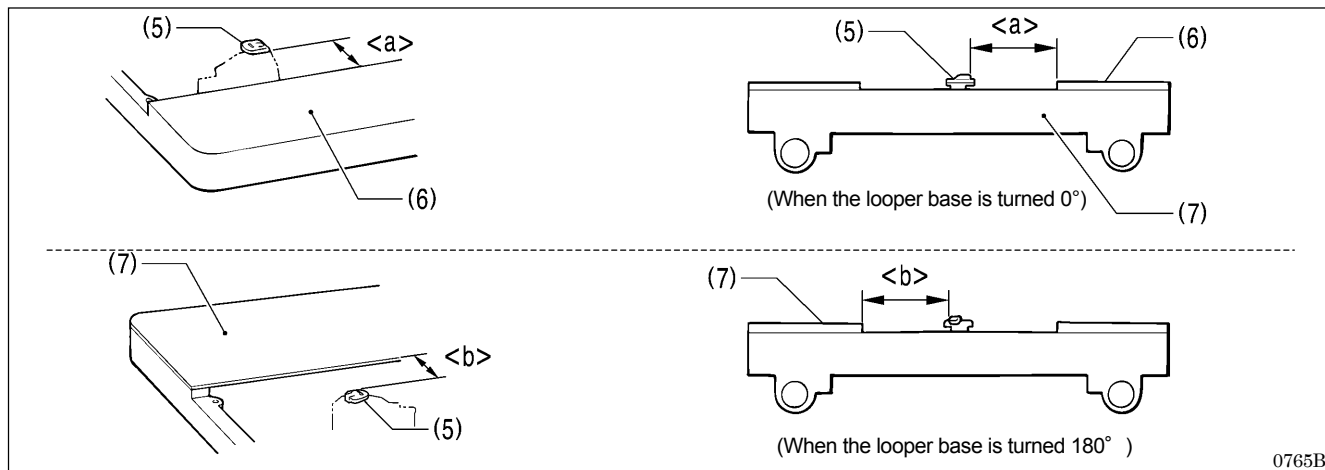 (5)
<a>
(6)
(5)
<a>
(6)
(When the looper base is turned 0°)
(7)
(7)
<b>
(5)
(7)
<b>
(When the looper base is turned 180° )
0765B